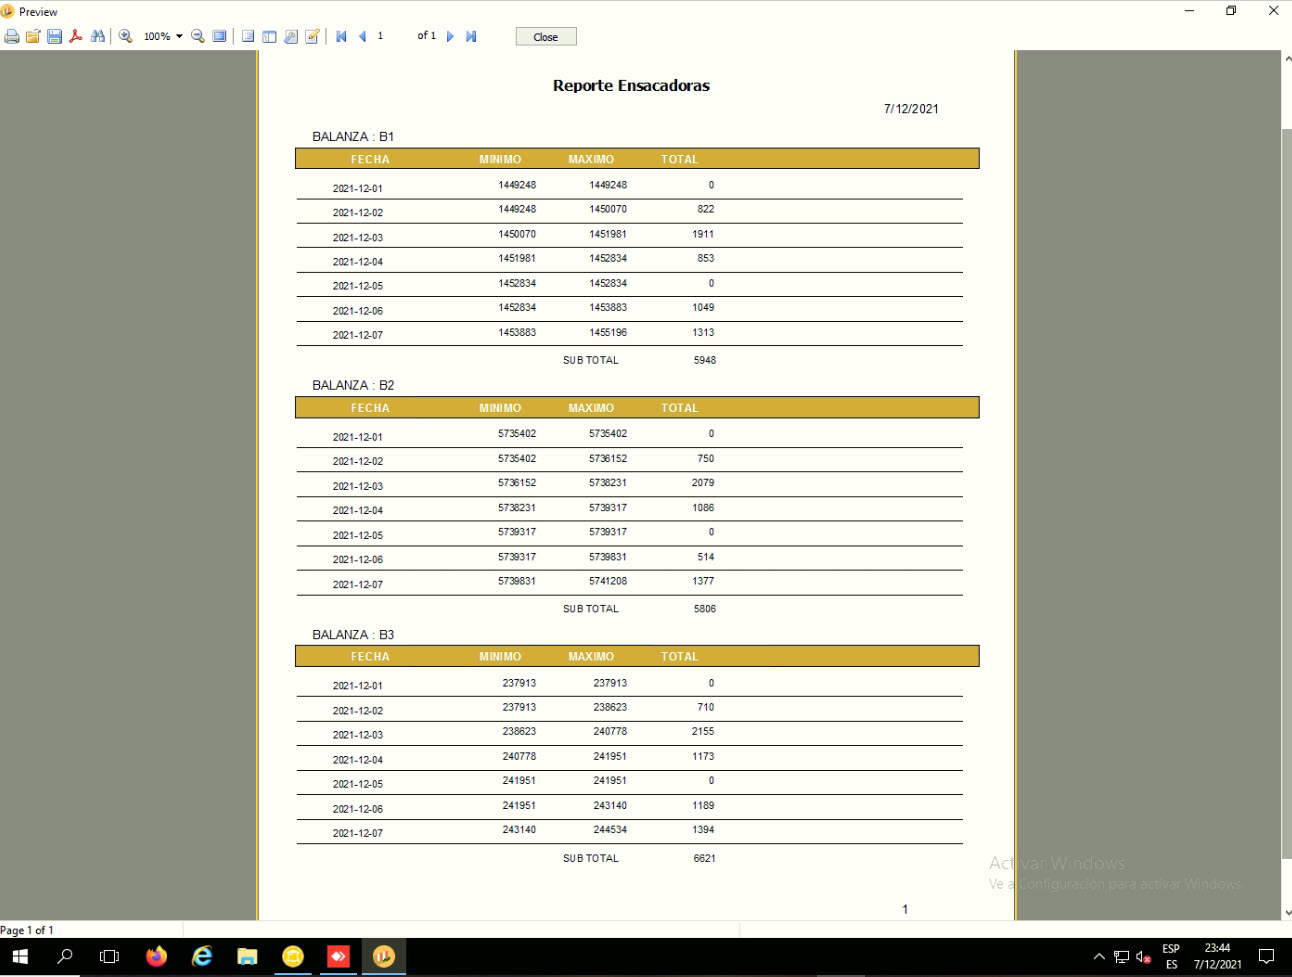 Preview
100% 1 of 1 Close
Reporte Ensacadoras
7/12/2021
BALANZA : B1
FECHA MINIMO MAXIMO TOTAL
2021-12-01 1449248 1449248 0
2021-12-02 1449248 1450070 822
2021-12-03 1450070 1451981 1911
2021-12-04 1451981 1452834 853
2021-12-05 1452834 1452834 0
2021-12-06 1452834 1453883 1049
2021-12-07 1453883 1455196 1313
SUB TOTAL 5948
BALANZA : B2
FECHA MINIMO MAXIMO TOTAL
2021-12-01 5735402 5735402 0
2021-12-02 5735402 5736152 750
2021-12-03 5736152 5738231 2079
2021-12-04 5738231 5739317 1086
2021-12-05 5739317 5739317 0
2021-12-06 5739317 5739831 514
2021-12-07 5739831 5741208 1377
SUB TOTAL 5806
BALANZA : B3
FECHA MINIMO MAXIMO TOTAL
2021-12-01 237913 237913 0
2021-12-02 237913 238623 710
2021-12-03 238623 240778 2155
2021-12-04 240778 241951 1173
2021-12-05 241951 241951 0
2021-12-06 241951 243140 1189
2021-12-07 243140 244534 1394
SUB TOTAL 6621
Activar Windows
Ve a Configuración para activar Windows.
1
Page 1 of 1
ESP 23:44
ES 7/12/2021